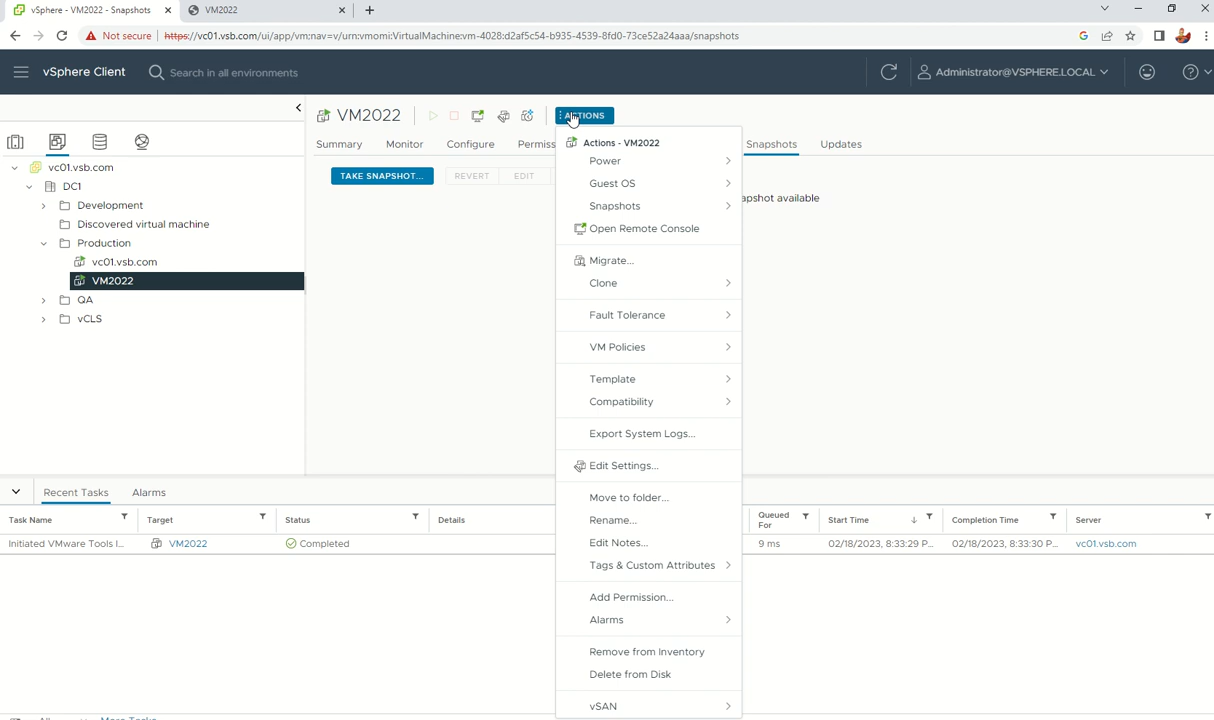 vSphere - VM2022 - Snapshots
VM2022
Not secure
https://vc01.vsb.com/ui/app/vm;nav=v/urn:vmomi:VirtualMachine:vm-4028:d2af5c54-b935-4539-8fd0-73ce52a24aaa/snapshots
vSphere Client
Search in all environments
Administrator@VSPHERE.LOCAL
VM2022
ACTIONS
Summary
Monitor
Configure
Permiss
Snapshots
Updates
TAKE SNAPSHOT...
REVERT
EDIT
apshot available
vc01.vsb.com
DC1
Development
Discovered virtual machine
Production
vc01.vsb.com
VM2022
QA
vCLS
Actions - VM2022
Power
Guest OS
Snapshots
Open Remote Console
Migrate...
Clone
Fault Tolerance
VM Policies
Template
Compatibility
Export System Logs...
Edit Settings...
Move to folder...
Rename...
Edit Notes...
Tags & Custom Attributes
Add Permission...
Alarms
Remove from Inventory
Delete from Disk
vSAN
Recent Tasks
Alarms
Task Name
Target
Status
Details
Queued For
Start Time
Completion Time
Server
Initiated VMware Tools I...
VM2022
Completed
9 ms
02/18/2023, 8:33:29 P...
02/18/2023, 8:33:30 P...
vc01.vsb.com